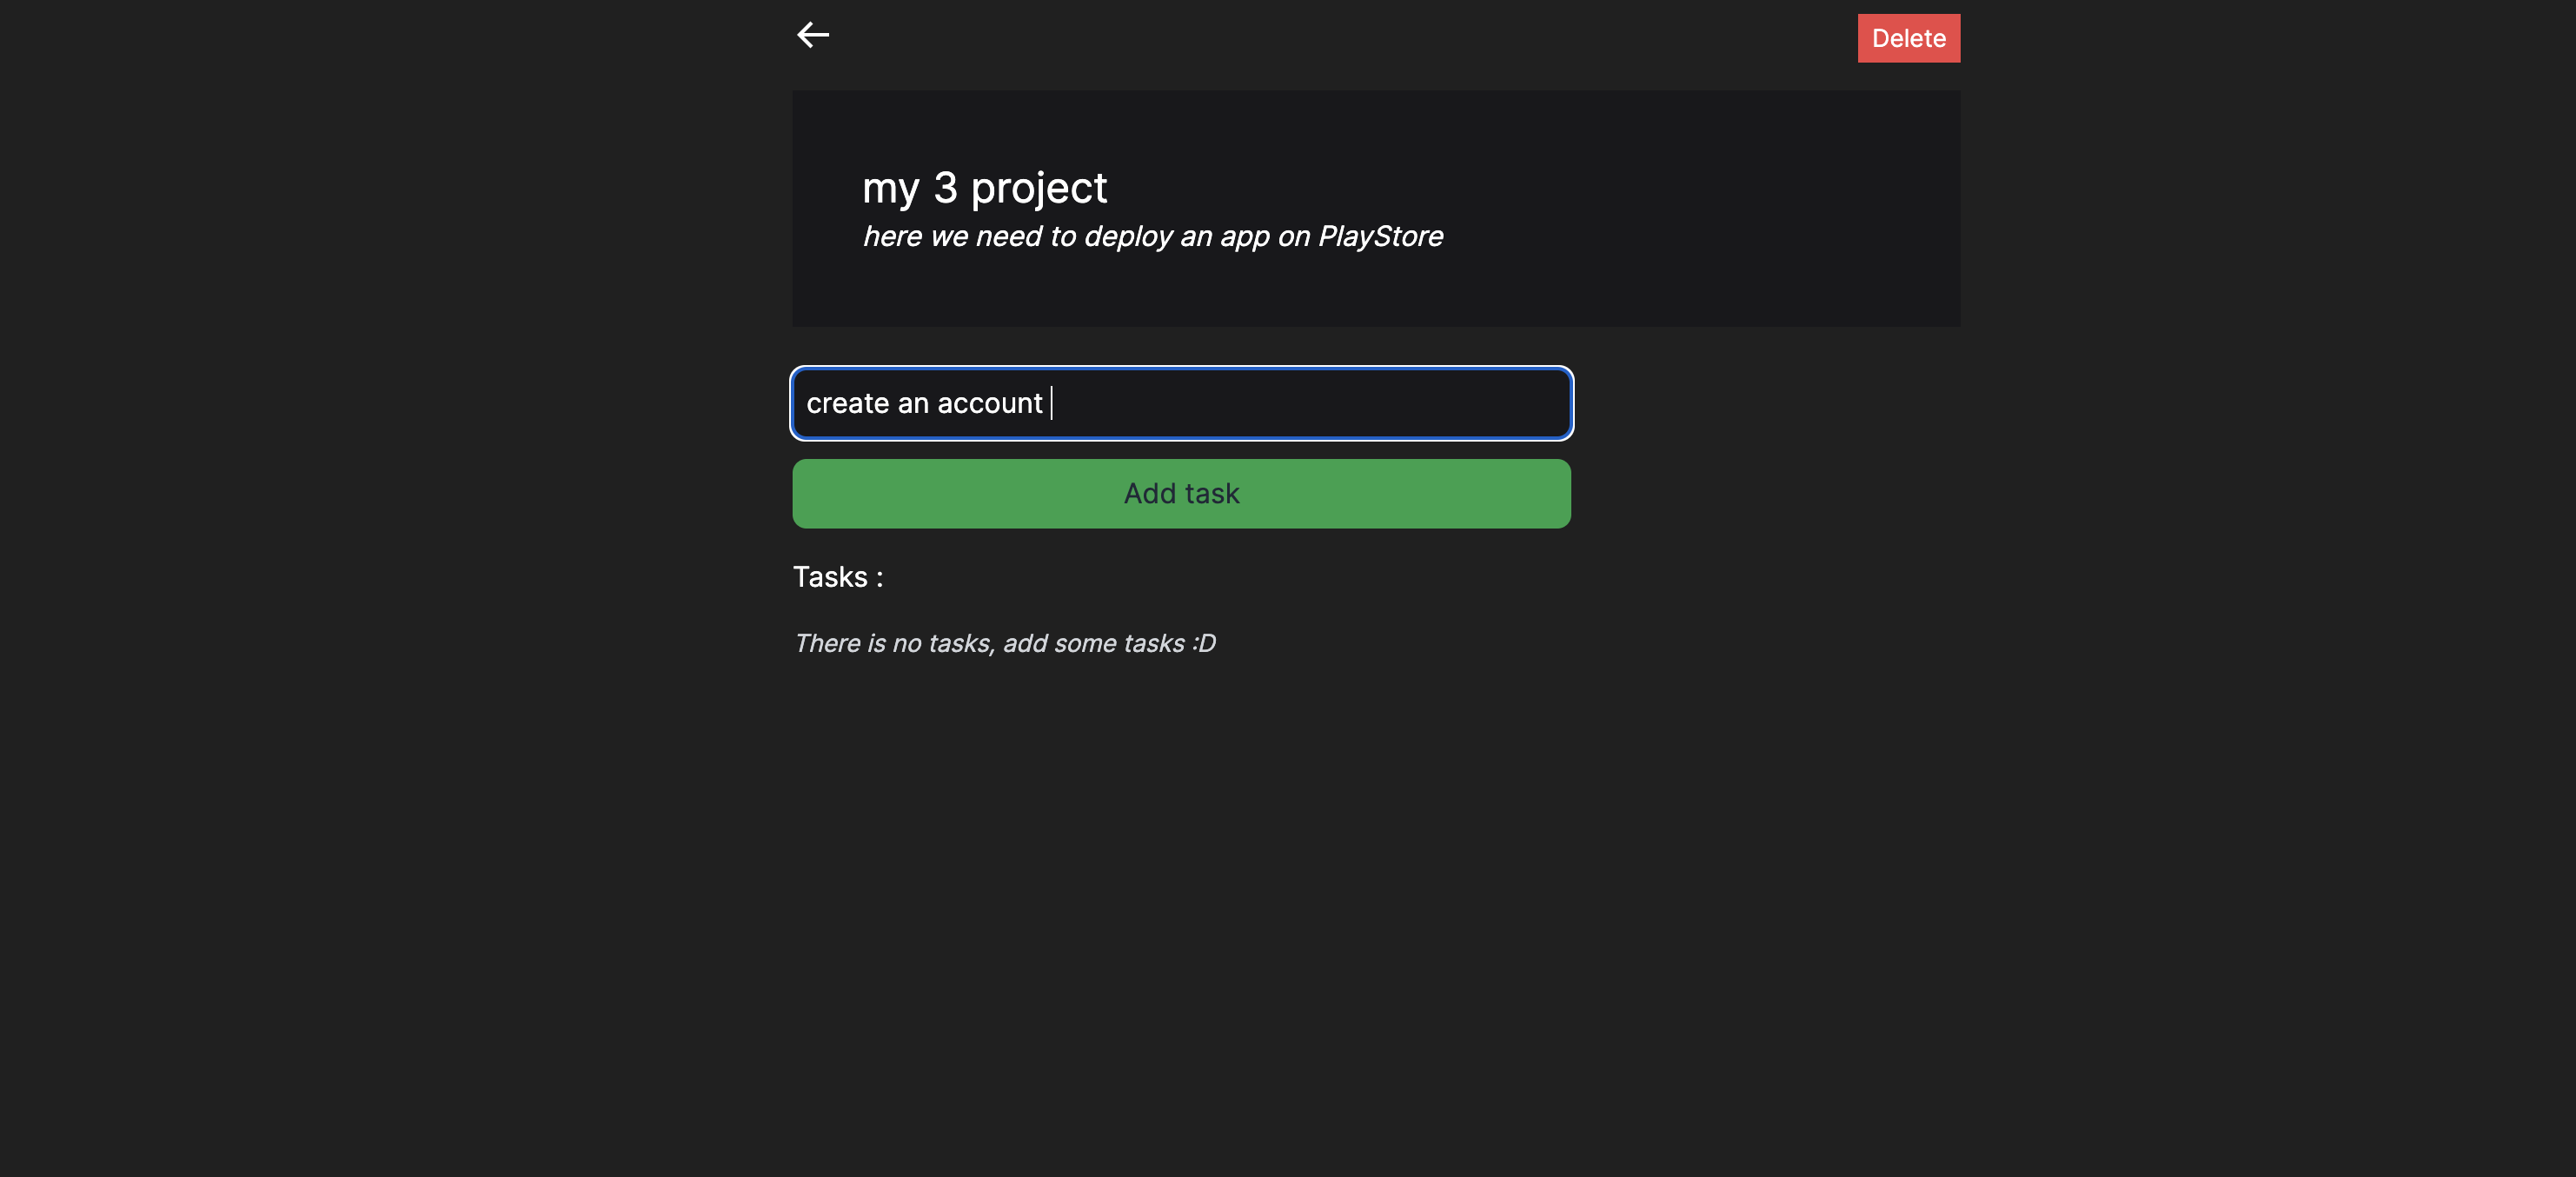 Delete
my 3 project
here we need to deploy an app on PlayStore
create an account
Add task
Tasks :
There is no tasks, add some tasks :D